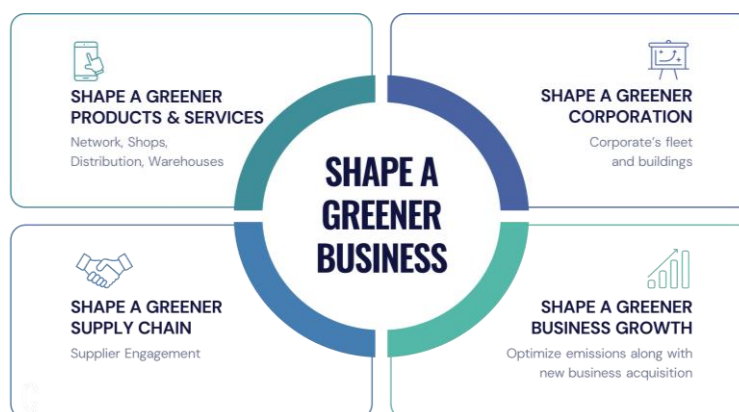 SHAPE A GREENER
PRODUCTS & SERVICES
Network, Shops,
Distribution, Warehouses
SHAPE A GREENER
CORPORATION
Corporate's fleet
and buildings
SHAPE A
GREENER
BUSINESS
SHAPE A GREENER
SUPPLY CHAIN
Supplier Engagement
SHAPE A GREENER
BUSINESS GROWTH
Optimize emissions along with
new business acquisition